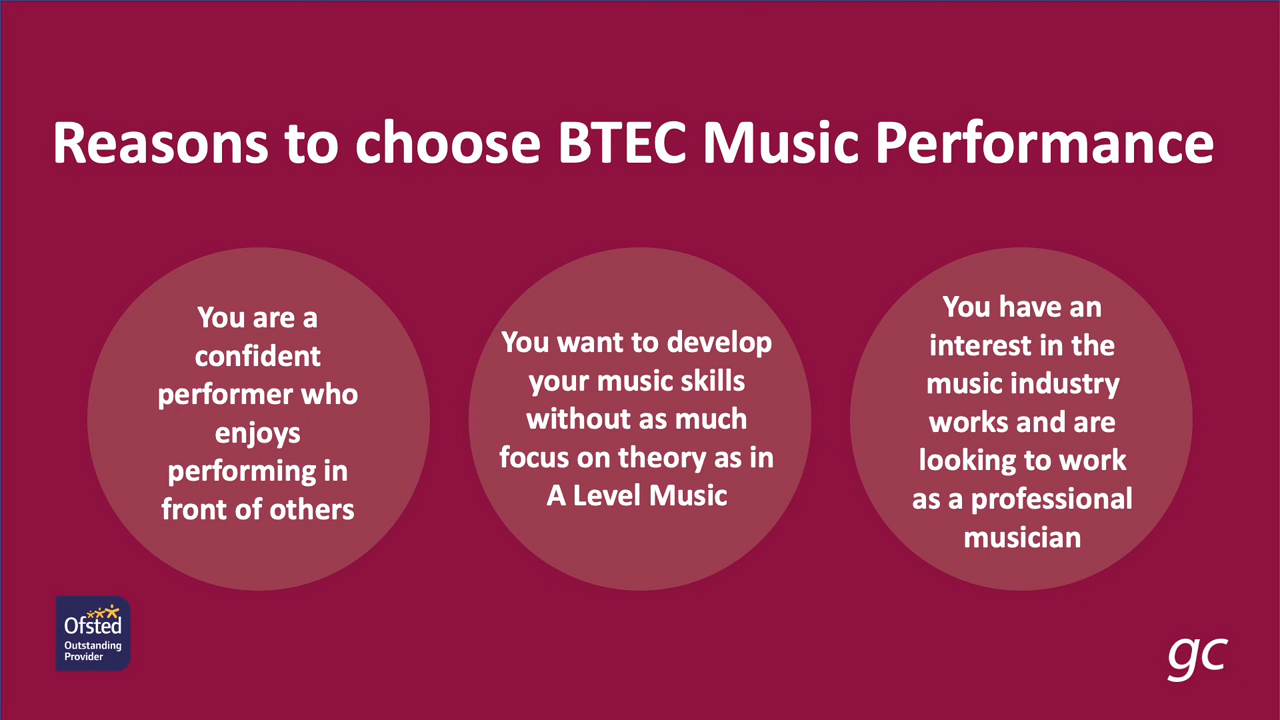 Reasons to choose BTEC Music Performance
You are a
confident
performer who
enjoys
performing in
front of others
You want to develop
your music skills
without as much
focus on theory as in
A Level Music
You have an
interest in the
music industry
works and are
looking to work
as a professional
musician
Ofsted
Outstanding
Provider
gc